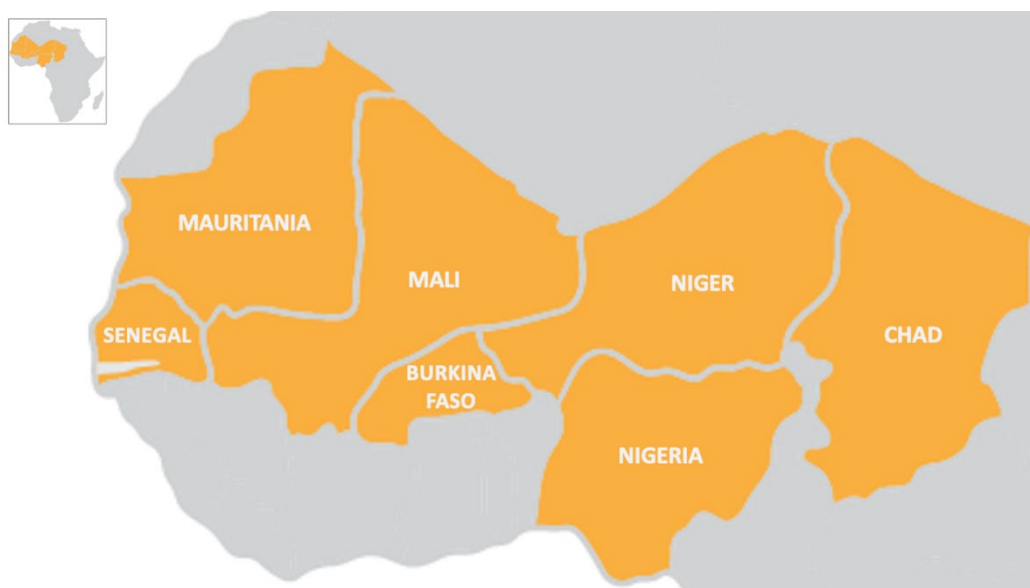 MAURITANIA
MALI
NIGER
SENEGAL
CHAD
BURKINA
FASO
NIGERIA